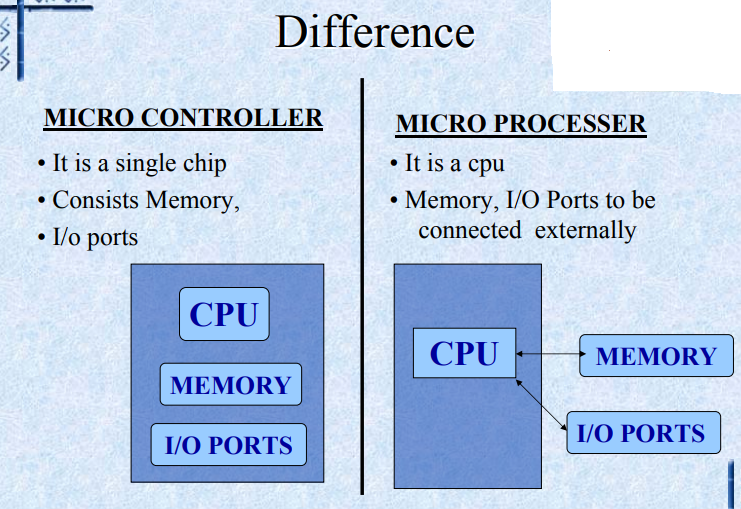 Difference
MICRO CONTROLLER
• It is a single chip
• Consists Memory,
• I/o ports
CPU
MEMORY
I/O PORTS
MICRO PROCESSER
• It is a cpu
• Memory, I/O Ports to be
connected externally
CPU
MEMORY
I/O PORTS